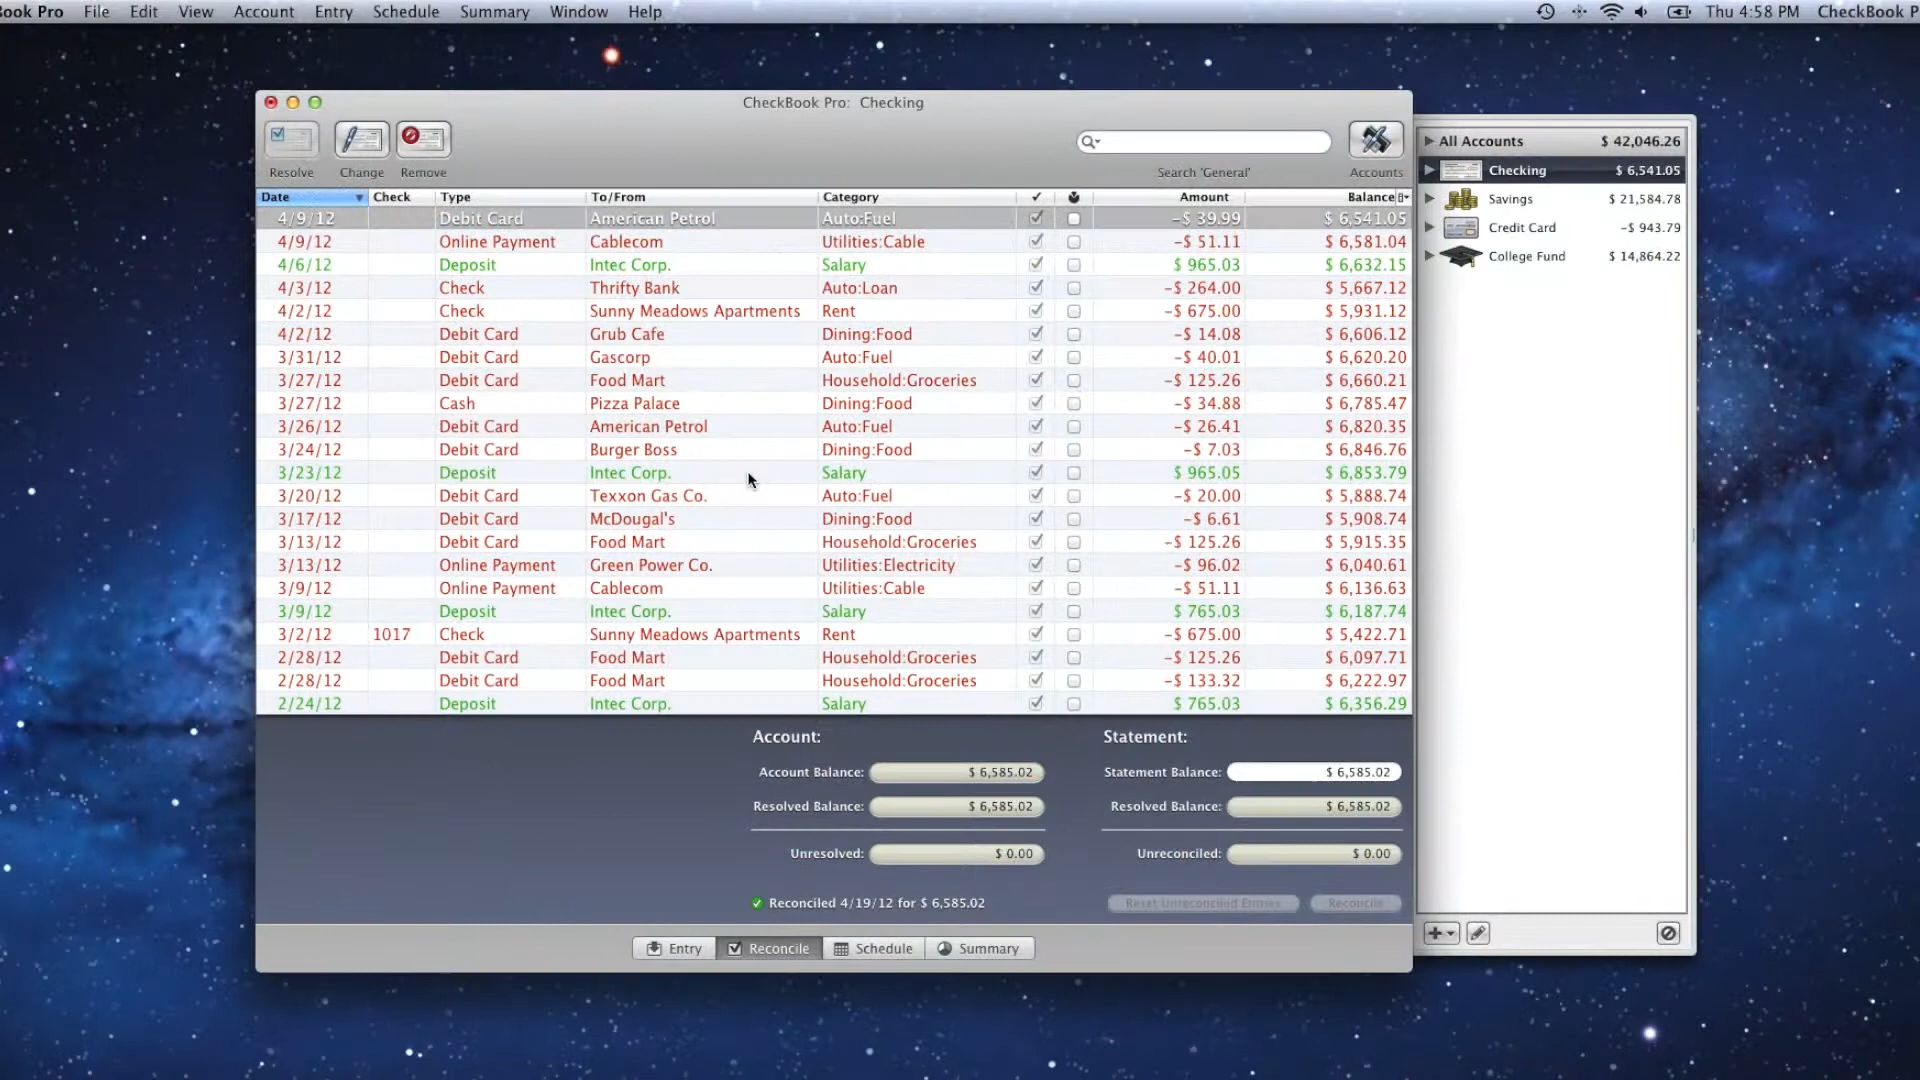 Book Pro File Edit View Account Entry Schedule Summary Window Help Thu 4:58 PM CheckBook P
CheckBook Pro: Checking
Resolve Change Remove Search 'General' Accounts
Date Check Type To/From Category ✓ Amount Balance
4/9/12 Debit Card American Petrol Auto:Fuel -$ 39.99 $ 6,541.05
4/9/12 Online Payment Cablecom Utilities:Cable -$ 51.11 $ 6,581.04
4/6/12 Deposit Intec Corp. Salary $ 965.03 $ 6,632.15
4/3/12 Check Thrifty Bank Auto:Loan -$ 264.00 $ 5,667.12
4/2/12 Check Sunny Meadows Apartments Rent -$ 675.00 $ 5,931.12
4/2/12 Debit Card Grub Cafe Dining:Food -$ 14.08 $ 6,606.12
3/31/12 Debit Card Gascorp Auto:Fuel -$ 40.01 $ 6,620.20
3/27/12 Debit Card Food Mart Household:Groceries -$ 125.26 $ 6,660.21
3/27/12 Cash Pizza Palace Dining:Food -$ 34.88 $ 6,785.47
3/26/12 Debit Card American Petrol Auto:Fuel -$ 26.41 $ 6,820.35
3/24/12 Debit Card Burger Boss Dining:Food -$ 7.03 $ 6,846.76
3/23/12 Deposit Intec Corp. Salary $ 965.05 $ 6,853.79
3/20/12 Debit Card Texxon Gas Co. Auto:Fuel -$ 20.00 $ 5,888.74
3/17/12 Debit Card McDougal's Dining:Food -$ 6.61 $ 5,908.74
3/13/12 Debit Card Food Mart Household:Groceries -$ 125.26 $ 5,915.35
3/13/12 Online Payment Green Power Co. Utilities:Electricity -$ 96.02 $ 6,040.61
3/9/12 Online Payment Cablecom Utilities:Cable -$ 51.11 $ 6,136.63
3/9/12 Deposit Intec Corp. Salary $ 765.03 $ 6,187.74
3/2/12 1017 Check Sunny Meadows Apartments Rent -$ 675.00 $ 5,422.71
2/28/12 Debit Card Food Mart Household:Groceries -$ 125.26 $ 6,097.71
2/28/12 Debit Card Food Mart Household:Groceries -$ 133.32 $ 6,222.97
2/24/12 Deposit Intec Corp. Salary $ 765.03 $ 6,356.29
Account: Statement:
Account Balance: $ 6,585.02 Statement Balance: $ 6,585.02
Resolved Balance: $ 6,585.02 Resolved Balance: $ 6,585.02
Unresolved: $ 0.00 Unreconciled: $ 0.00
Reconciled 4/19/12 for $ 6,585.02 Reset Unreconciled Entries Reconcile
Entry Reconcile Schedule Summary
All Accounts $ 42,046.26
Checking $ 6,541.05
Savings $ 21,584.78
Credit Card -$ 943.79
College Fund $ 14,864.22